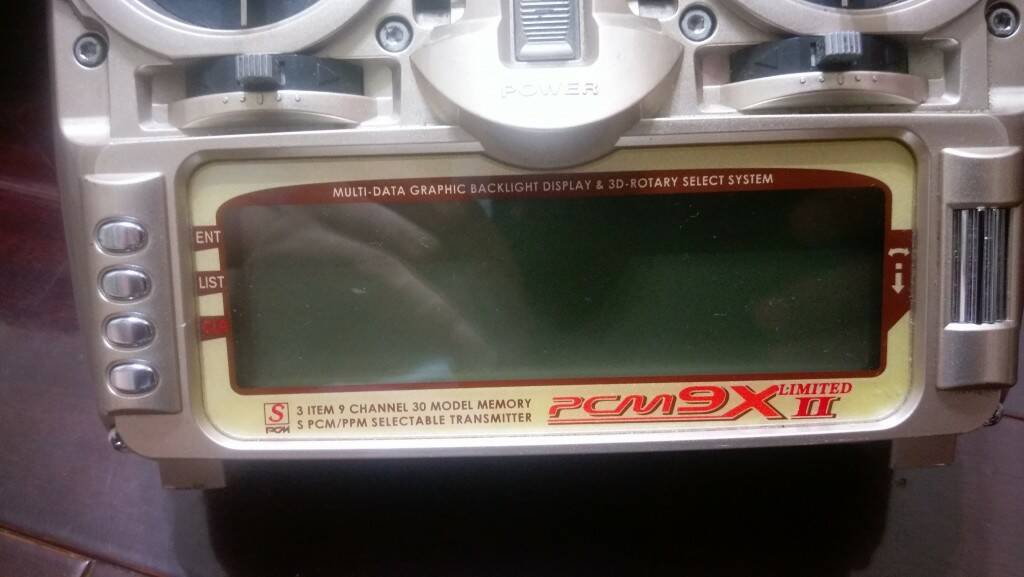 POWER
MULTI-DATA GRAPHIC BACKLIGHT DISPLAY & 3D-ROTARY SELECT SYSTEM
ENT
LIST
S
PCM
3 ITEM 9 CHANNEL 30 MODEL MEMORY
S PCM/PPM SELECTABLE TRANSMITTER
PCM9X II
LIMITED